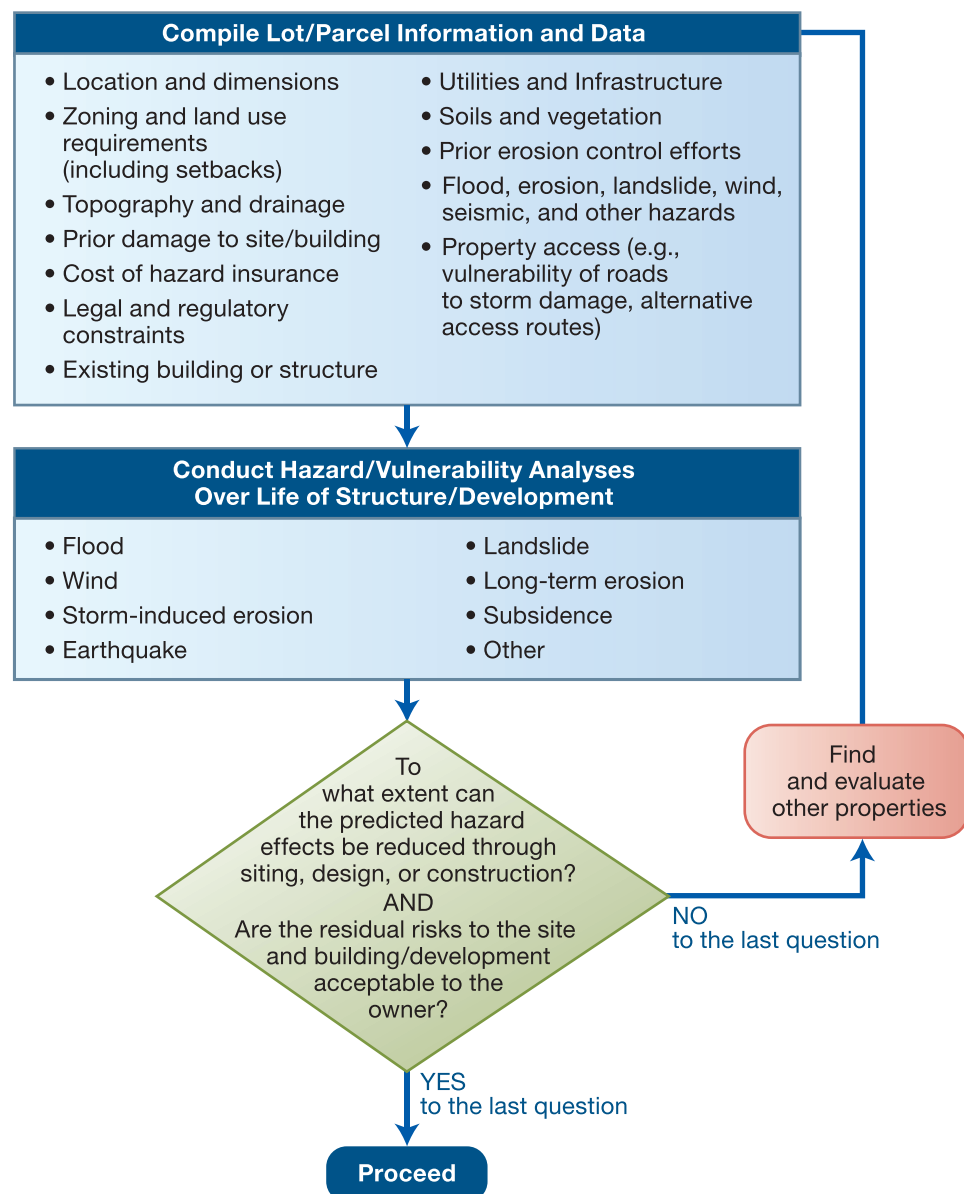 Compile Lot/Parcel Information and Data
• Location and dimensions
• Zoning and land use
requirements
(including setbacks)
• Topography and drainage
• Prior damage to site/building
• Cost of hazard insurance
• Legal and regulatory
constraints
• Existing building or structure
• Utilities and Infrastructure
• Soils and vegetation
• Prior erosion control efforts
• Flood, erosion, landslide, wind,
seismic, and other hazards
• Property access (e.g.,
vulnerability of roads
to storm damage, alternative
access routes)
Conduct Hazard/Vulnerability Analyses
Over Life of Structure/Development
• Flood
• Wind
• Storm-induced erosion
• Earthquake
• Landslide
• Long-term erosion
• Subsidence
• Other
To
what extent can
the predicted hazard
effects be reduced through
siting, design, or construction?
AND
Are the residual risks to the site
and building/development
acceptable to the
owner?
NO
to the last question
Find
and evaluate
other properties
YES
to the last question
Proceed